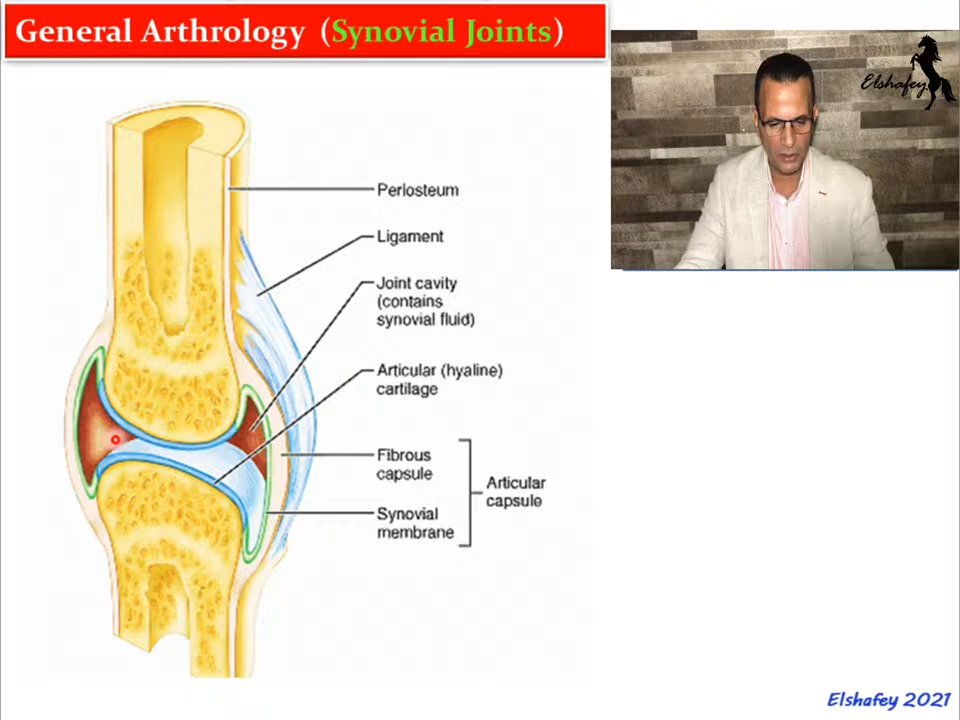 General Arthrology (Synovial Joints)
Elshafey
Periosteum
Ligament
Joint cavity
(contains
synovial fluid)
Articular (hyaline)
cartilage
Fibrous
capsule
Articular
capsule
Synovial
membrane
Elshafey 2021